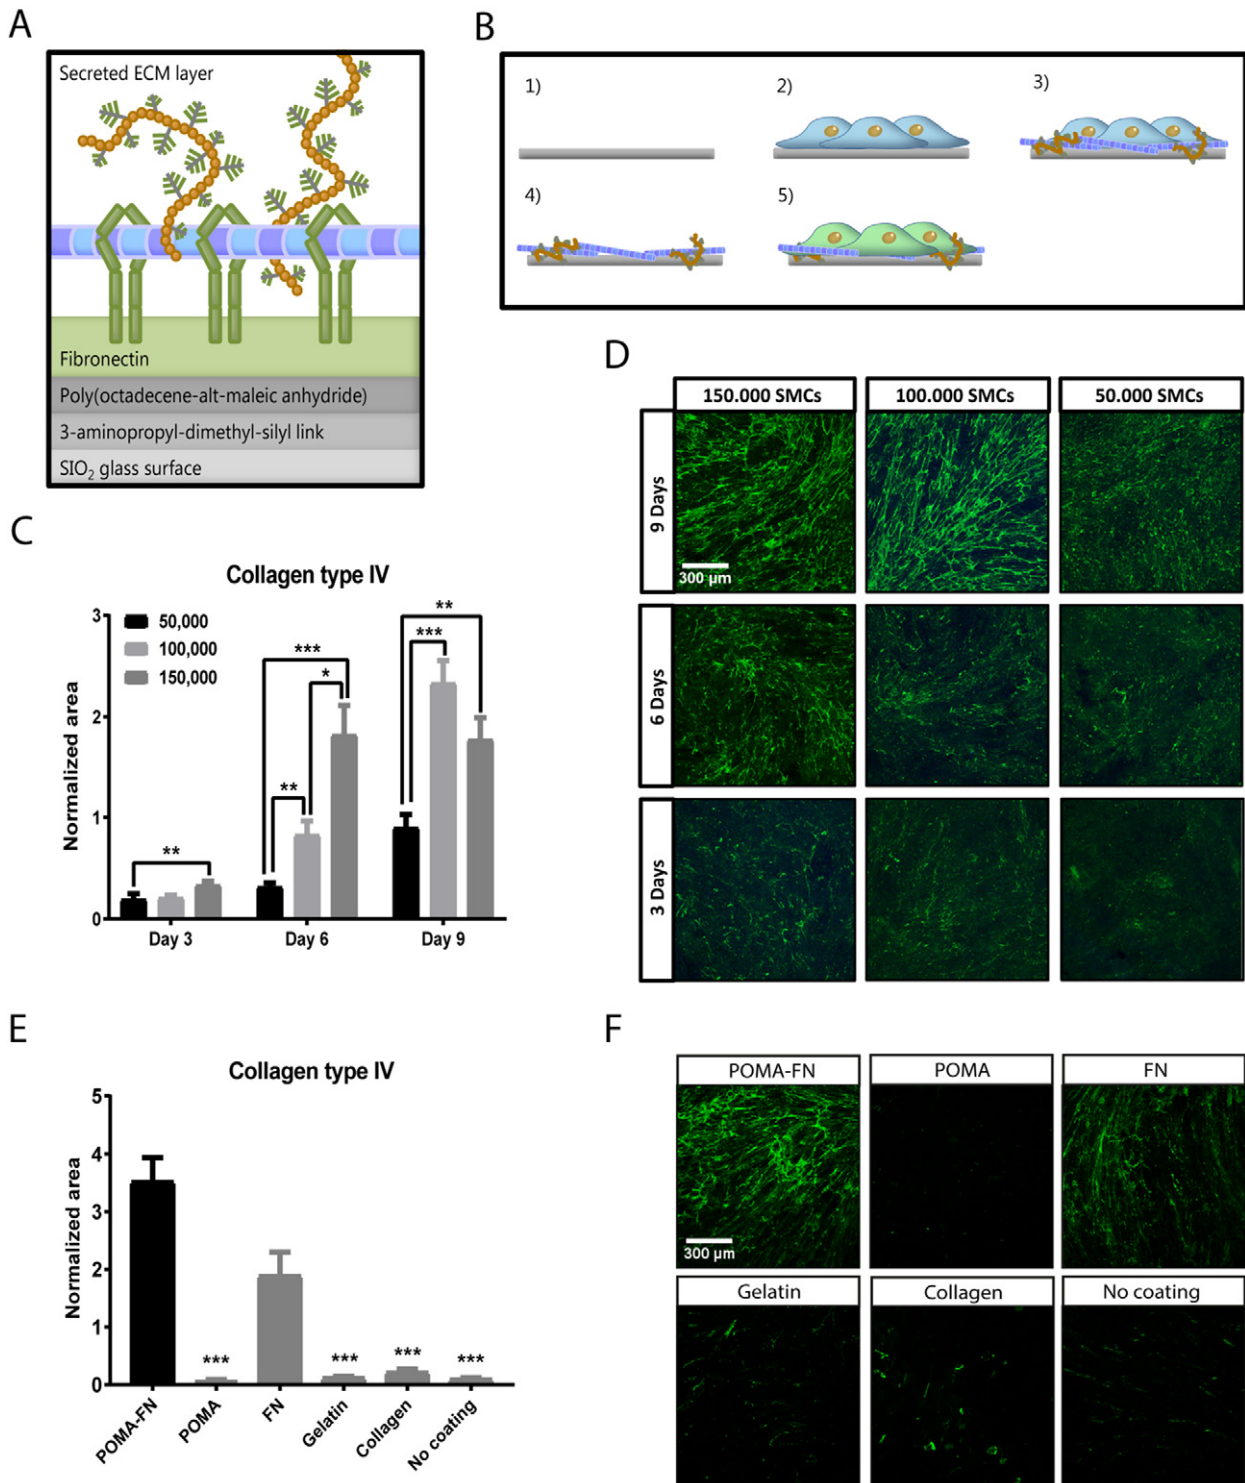 A
Secreted ECM layer
Fibronectin
Poly(octadecene-alt-maleic anhydride)
3-aminopropyl-dimethyl-silyl link
SIO₂ glass surface
B
1)
2)
3)
4)
5)
C
Collagen type IV
Normalized area
3
2
1
0
50,000
100,000
150,000
**
***
**
*
**
***
Day 3
Day 6
Day 9
D
150.000 SMCs
100.000 SMCs
50.000 SMCs
9 Days
300 µm
6 Days
3 Days
E
Collagen type IV
Normalized area
5
4
3
2
1
0
***
***
***
***
POMA-FN
POMA
FN
Gelatin
Collagen
No coating
F
POMA-FN
POMA
FN
300 µm
Gelatin
Collagen
No coating